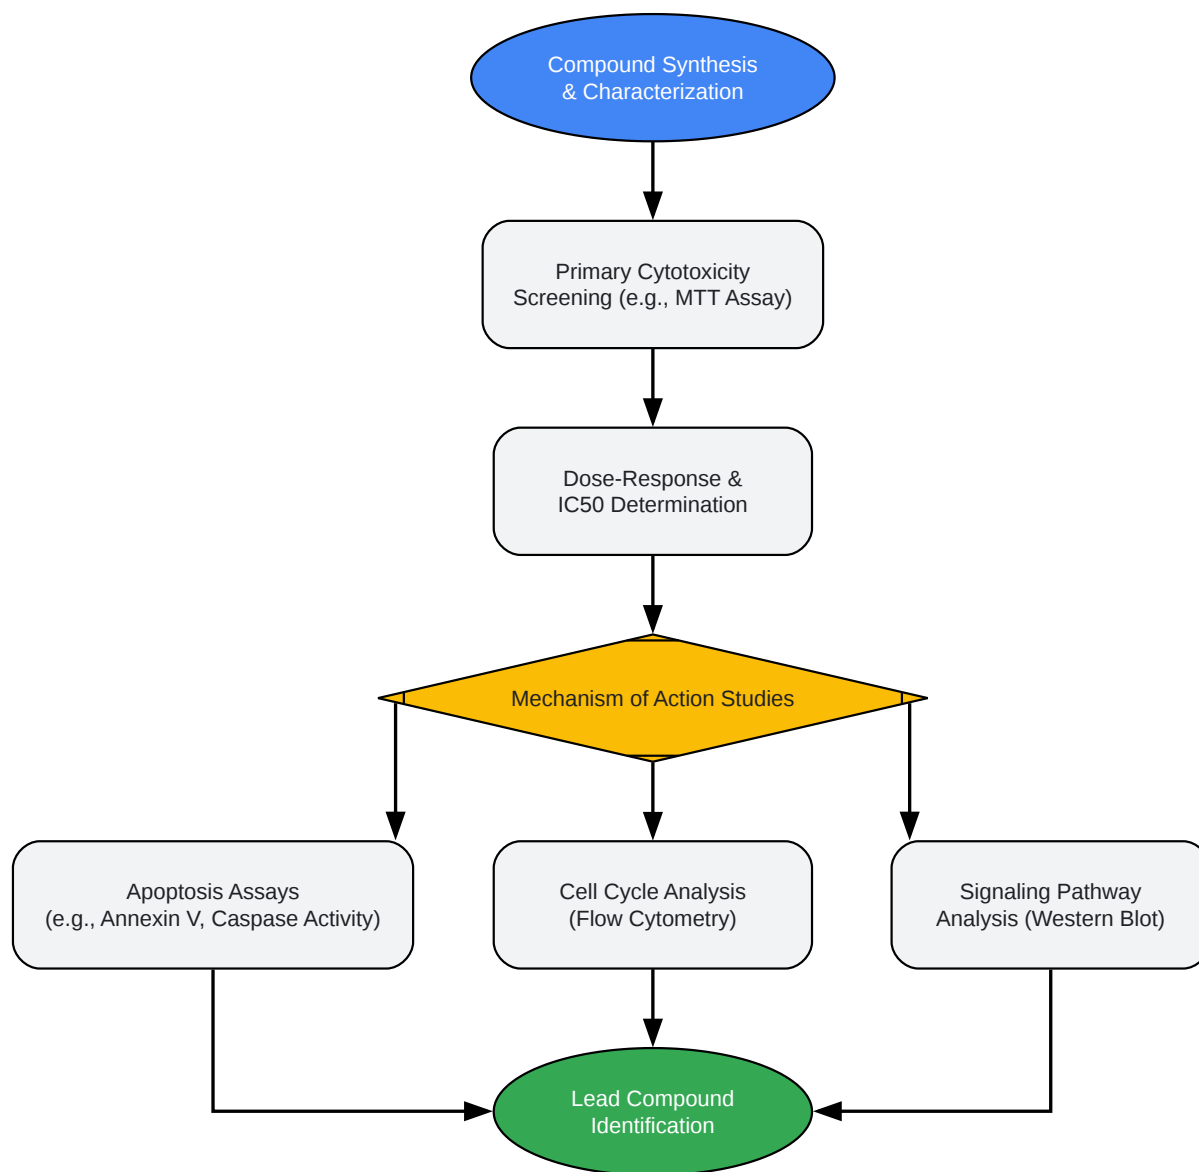 Compound Synthesis
& Characterization
Primary Cytotoxicity
Screening (e.g., MTT Assay)
Dose-Response &
IC50 Determination
Mechanism of Action Studies
Apoptosis Assays
(e.g., Annexin V, Caspase Activity)
Cell Cycle Analysis
(Flow Cytometry)
Signaling Pathway
Analysis (Western Blot)
Lead Compound
Identification